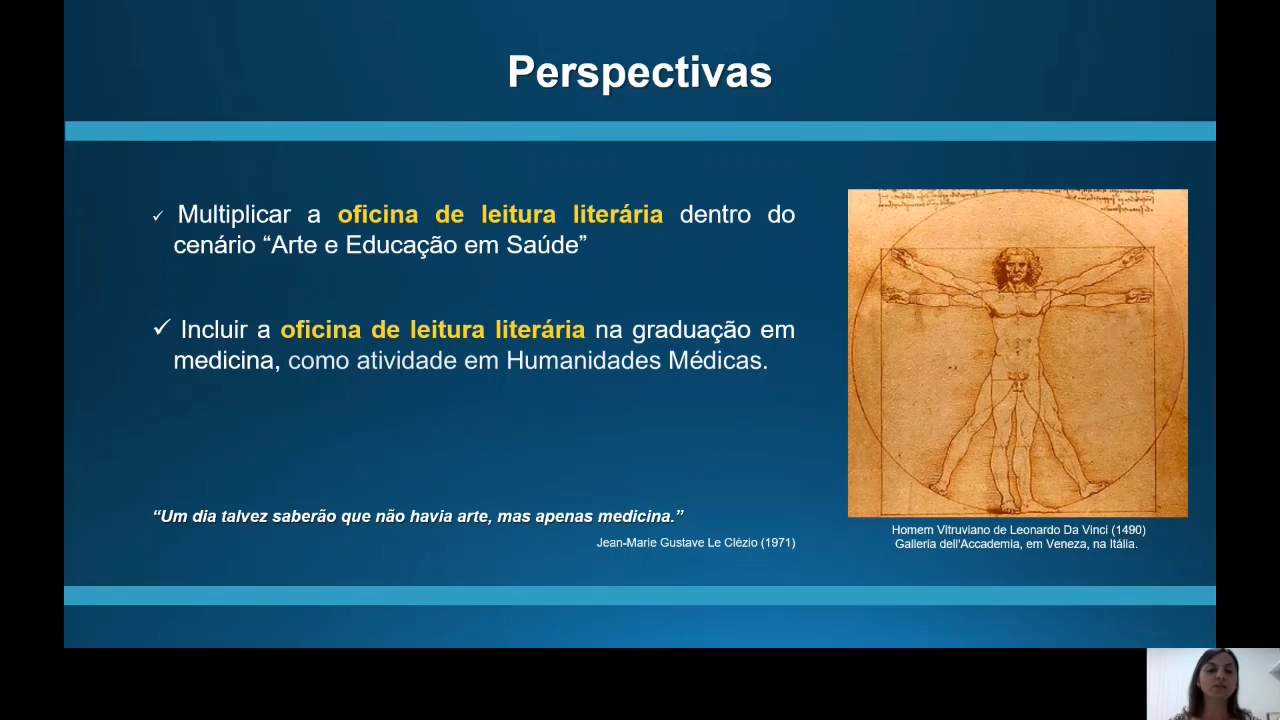 Perspectivas
✓ Multiplicar a oficina de leitura literária dentro do
cenário “Arte e Educação em Saúde”
✓ Incluir a oficina de leitura literária na graduação em
medicina, como atividade em Humanidades Médicas.
“Um dia talvez saberão que não havia arte, mas apenas medicina.”
Jean-Marie Gustave Le Clézio (1971)
Homem Vitruviano de Leonardo Da Vinci (1490)
Galleria dell'Accademia, em Veneza, na Itália.